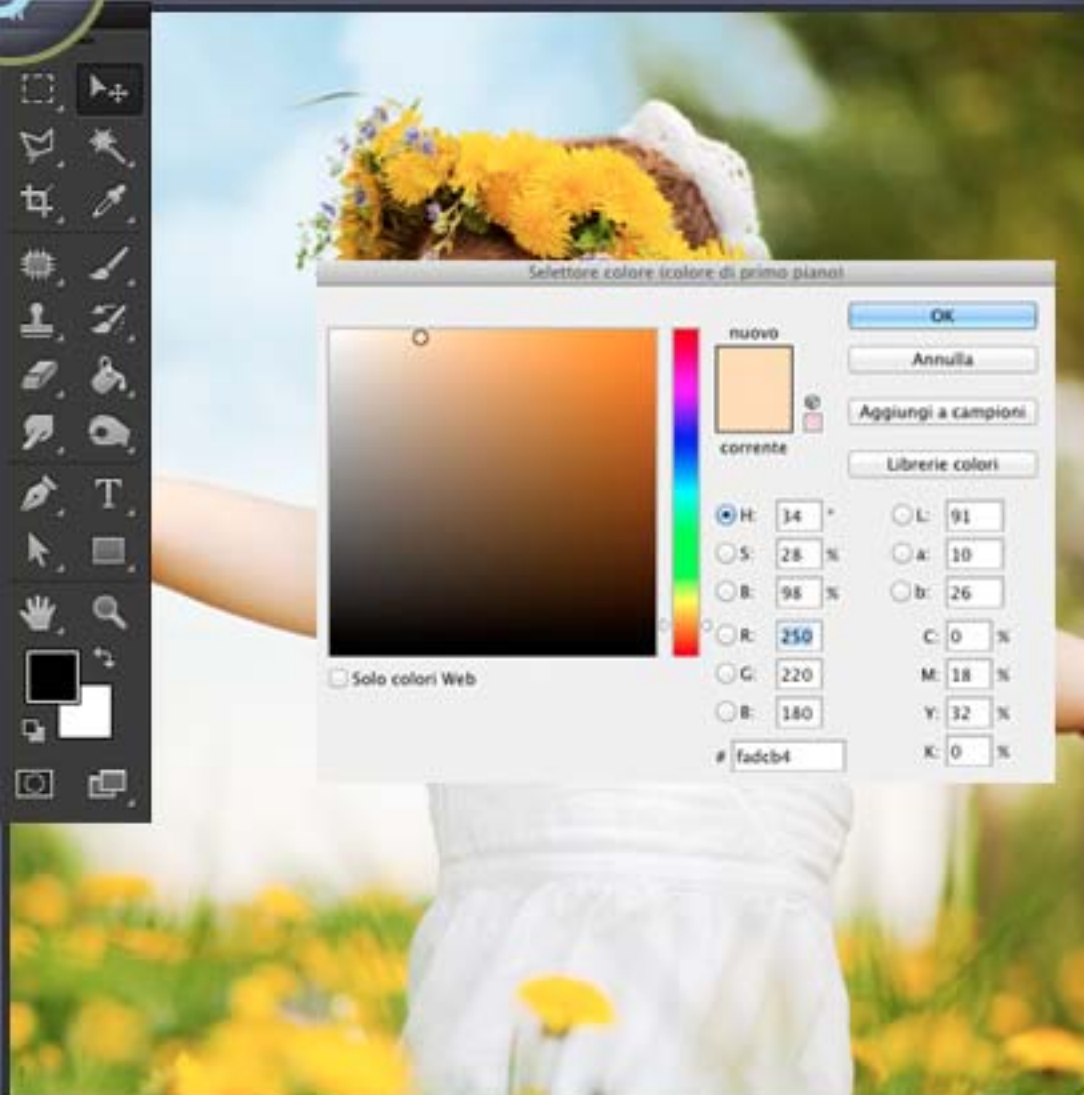 Selettore colore (colore di primo piano)
OK
nuovo
Annulla
Aggiungi a campioni
corrente
Librerie colori
H: 34 ° L: 91
S: 28 % a: 10
B: 98 % b: 26
R: 250 C: 0 %
G: 220 M: 18 %
B: 180 Y: 32 %
# fadcb4 K: 0 %
Solo colori Web
T